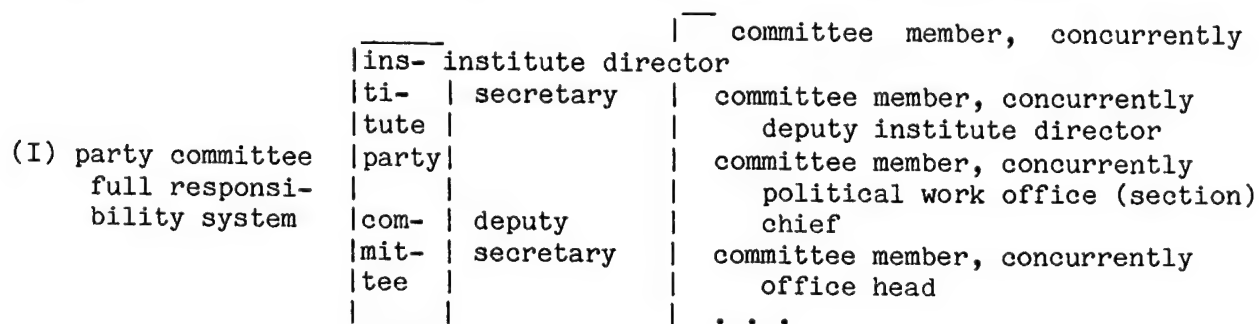 committee member, concurrently
ins- institute director
ti- secretary committee member, concurrently
tute deputy institute director
(I) party committee party committee member, concurrently
full responsi- political work office (section)
bility system com- deputy chief
mit- secretary committee member, concurrently
tee office head
. . .